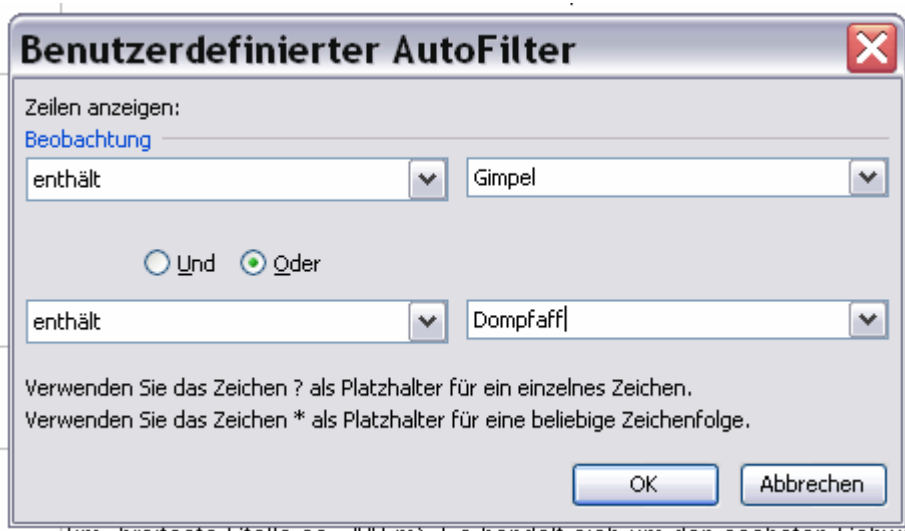 Benutzerdefinierter AutoFilter
Zeilen anzeigen:
Beobachtung
enthält Gimpel
Und Oder
enthält Dompfaff
Verwenden Sie das Zeichen ? als Platzhalter für ein einzelnes Zeichen.
Verwenden Sie das Zeichen * als Platzhalter für eine beliebige Zeichenfolge.
OK Abbrechen